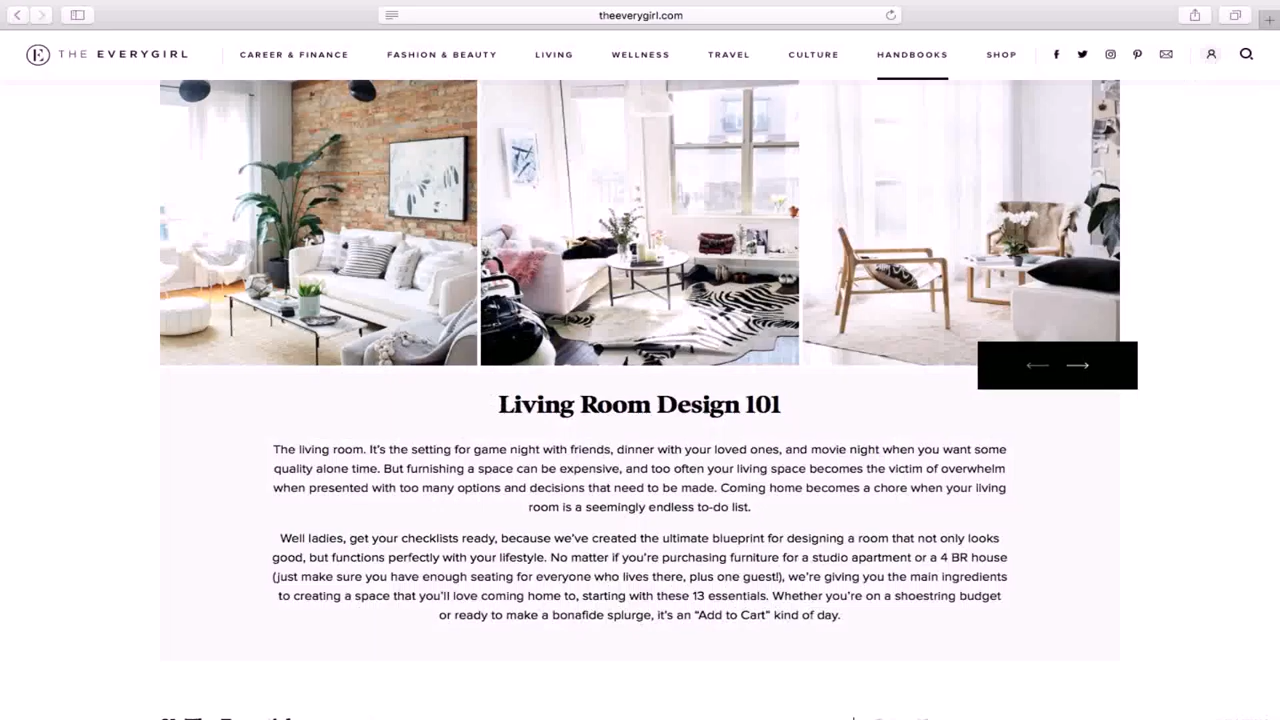 theeverygirl.com
THE EVERYGIRL
CAREER & FINANCE
FASHION & BEAUTY
LIVING
WELLNESS
TRAVEL
CULTURE
HANDBOOKS
SHOP
Living Room Design 101
The living room. It's the setting for game night with friends, dinner with your loved ones, and movie night when you want some
quality alone time. But furnishing a space can be expensive, and too often your living space becomes the victim of overwhelm
when presented with too many options and decisions that need to be made. Coming home becomes a chore when your living
room is a seemingly endless to-do list.
Well ladies, get your checklists ready, because we've created the ultimate blueprint for designing a room that not only looks
good, but functions perfectly with your lifestyle. No matter if you're purchasing furniture for a studio apartment or a 4 BR house
(just make sure you have enough seating for everyone who lives there, plus one guest!), we're giving you the main ingredients
to creating a space that you'll love coming home to, starting with these 13 essentials. Whether you're on a shoestring budget
or ready to make a bonafide splurge, it's an “Add to Cart” kind of day.